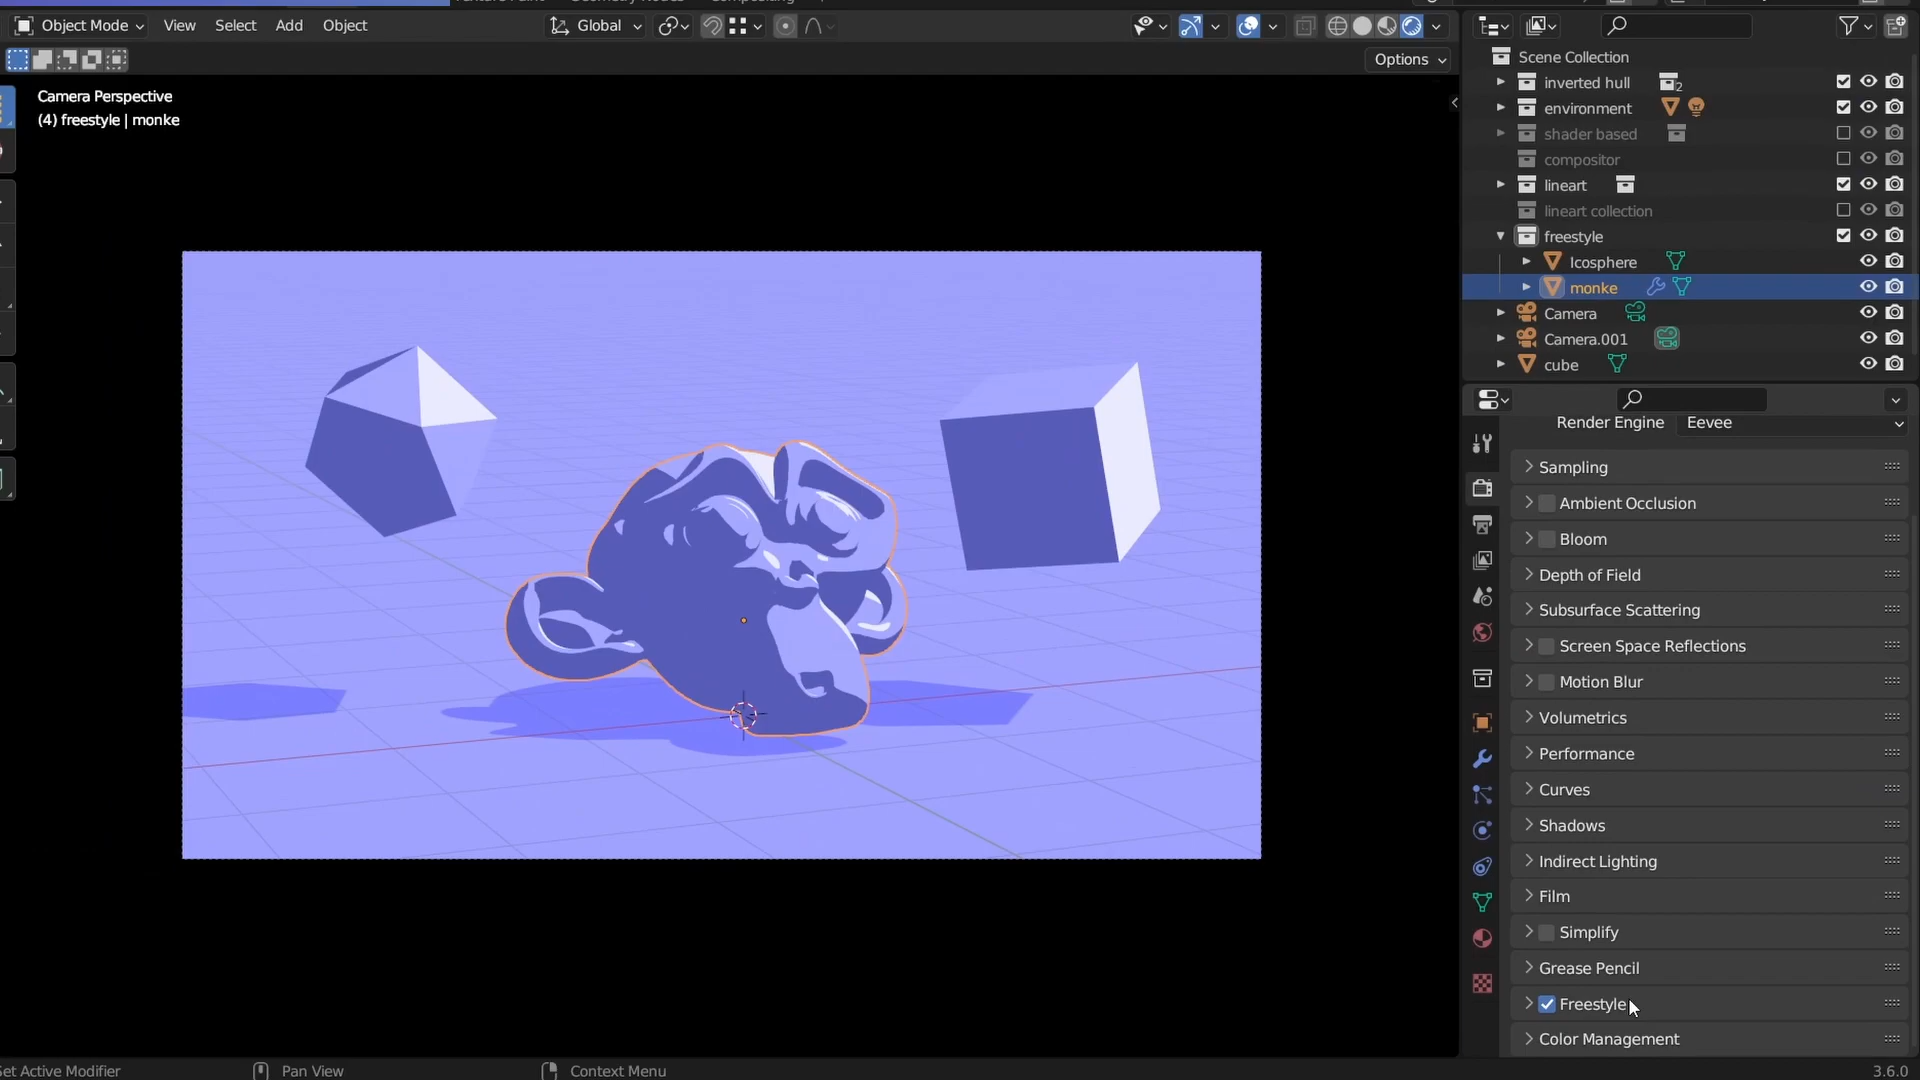 Object Mode View Select Add Object Global
Options
Camera Perspective
(4) freestyle | monke
Scene Collection
inverted hull 2
environment
shader based
compositor
lineart
lineart collection
freestyle
Icosphere
monke
Camera
Camera.001
cube
Render Engine Eevee
Sampling
Ambient Occlusion
Bloom
Depth of Field
Subsurface Scattering
Screen Space Reflections
Motion Blur
Volumetrics
Performance
Curves
Shadows
Indirect Lighting
Film
Simplify
Grease Pencil
Freestyle
Color Management
Set Active Modifier Pan View Context Menu 3.6.0